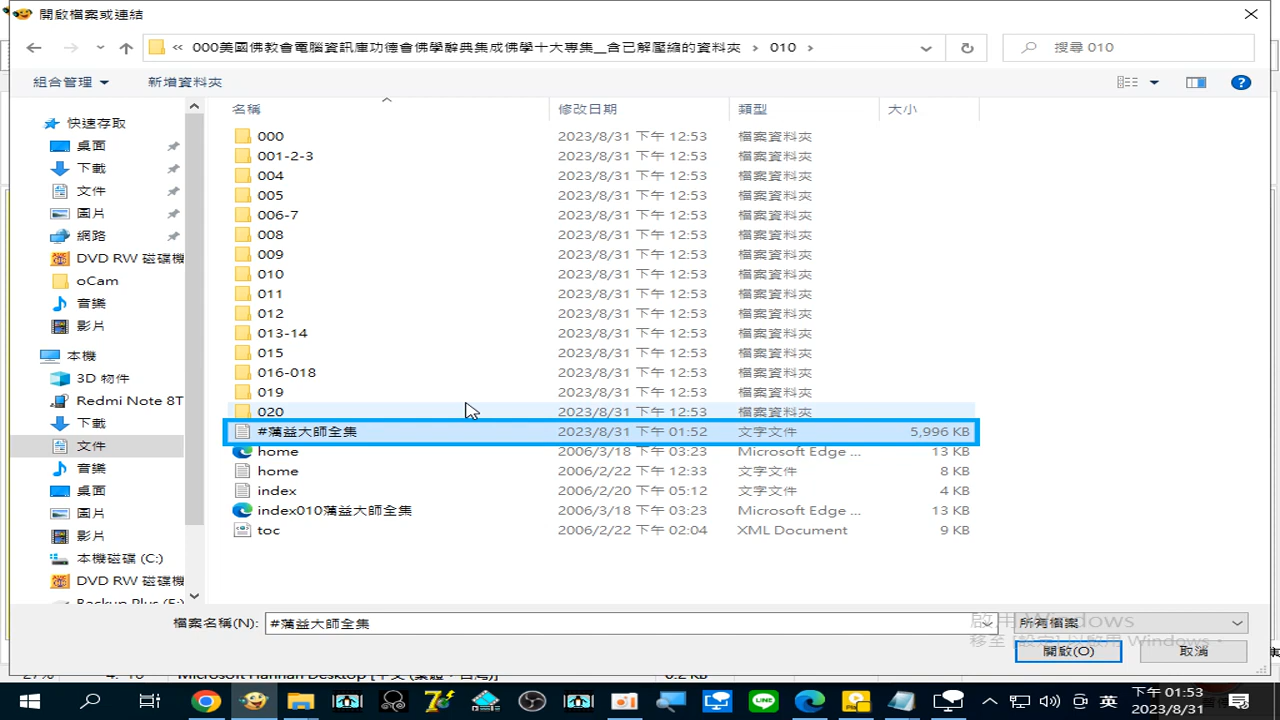 開啟檔案或連結
« 000美國佛教會電腦資訊庫功德會佛學辭典集成佛學十大專集__含已解壓縮的資料夾 › 010 ›
搜尋 010
組合管理
新增資料夾
名稱 修改日期 類型 大小
快速存取
桌面
下載
文件
圖片
網路
DVD RW 磁碟機
oCam
音樂
影片
本機
3D 物件
Redmi Note 8T
下載
文件
音樂
桌面
圖片
影片
本機磁碟 (C:)
DVD RW 磁碟機
Backup Plus (F:)
000 2023/8/31 下午 12:53 檔案資料夾
001-2-3 2023/8/31 下午 12:53 檔案資料夾
004 2023/8/31 下午 12:53 檔案資料夾
005 2023/8/31 下午 12:53 檔案資料夾
006-7 2023/8/31 下午 12:53 檔案資料夾
008 2023/8/31 下午 12:53 檔案資料夾
009 2023/8/31 下午 12:53 檔案資料夾
010 2023/8/31 下午 12:53 檔案資料夾
011 2023/8/31 下午 12:53 檔案資料夾
012 2023/8/31 下午 12:53 檔案資料夾
013-14 2023/8/31 下午 12:53 檔案資料夾
015 2023/8/31 下午 12:53 檔案資料夾
016-018 2023/8/31 下午 12:53 檔案資料夾
019 2023/8/31 下午 12:53 檔案資料夾
020 2023/8/31 下午 12:53 檔案資料夾
#蕅益大師全集 2023/8/31 下午 01:52 文字文件 5,996 KB
home 2006/3/18 下午 03:23 Microsoft Edge ... 13 KB
home 2006/2/22 下午 12:33 文字文件 8 KB
index 2006/2/20 下午 05:12 文字文件 4 KB
index010蕅益大師全集 2006/3/18 下午 03:23 Microsoft Edge ... 13 KB
toc 2006/2/22 下午 02:04 XML Document 9 KB
檔案名稱(N): #蕅益大師全集
所有檔案
啟用 Windows
移至 [設定] 以啟用 Windows。
開啟(O)
取消
英
下午 01:53
2023/8/31